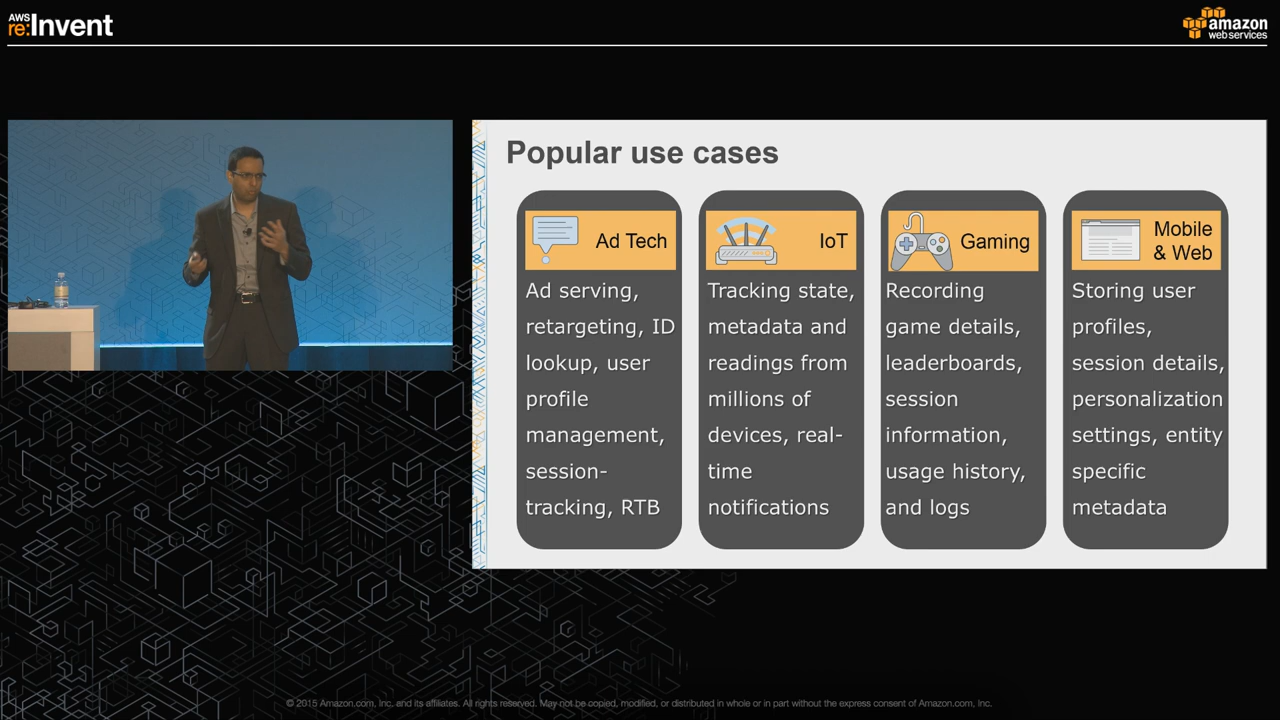 AWS
re:Invent
amazon
webservices
Popular use cases
Ad Tech
Ad serving,
retargeting, ID
lookup, user
profile
management,
session-
tracking, RTB
IoT
Tracking state,
metadata and
readings from
millions of
devices, real-
time
notifications
Gaming
Recording
game details,
leaderboards,
session
information,
usage history,
and logs
Mobile
& Web
Storing user
profiles,
session details,
personalization
settings, entity
specific
metadata
© 2015 Amazon.com, Inc. and its affiliates. All rights reserved. May not be copied, modified, or distributed in whole or in part without the express consent of Amazon.com, Inc.